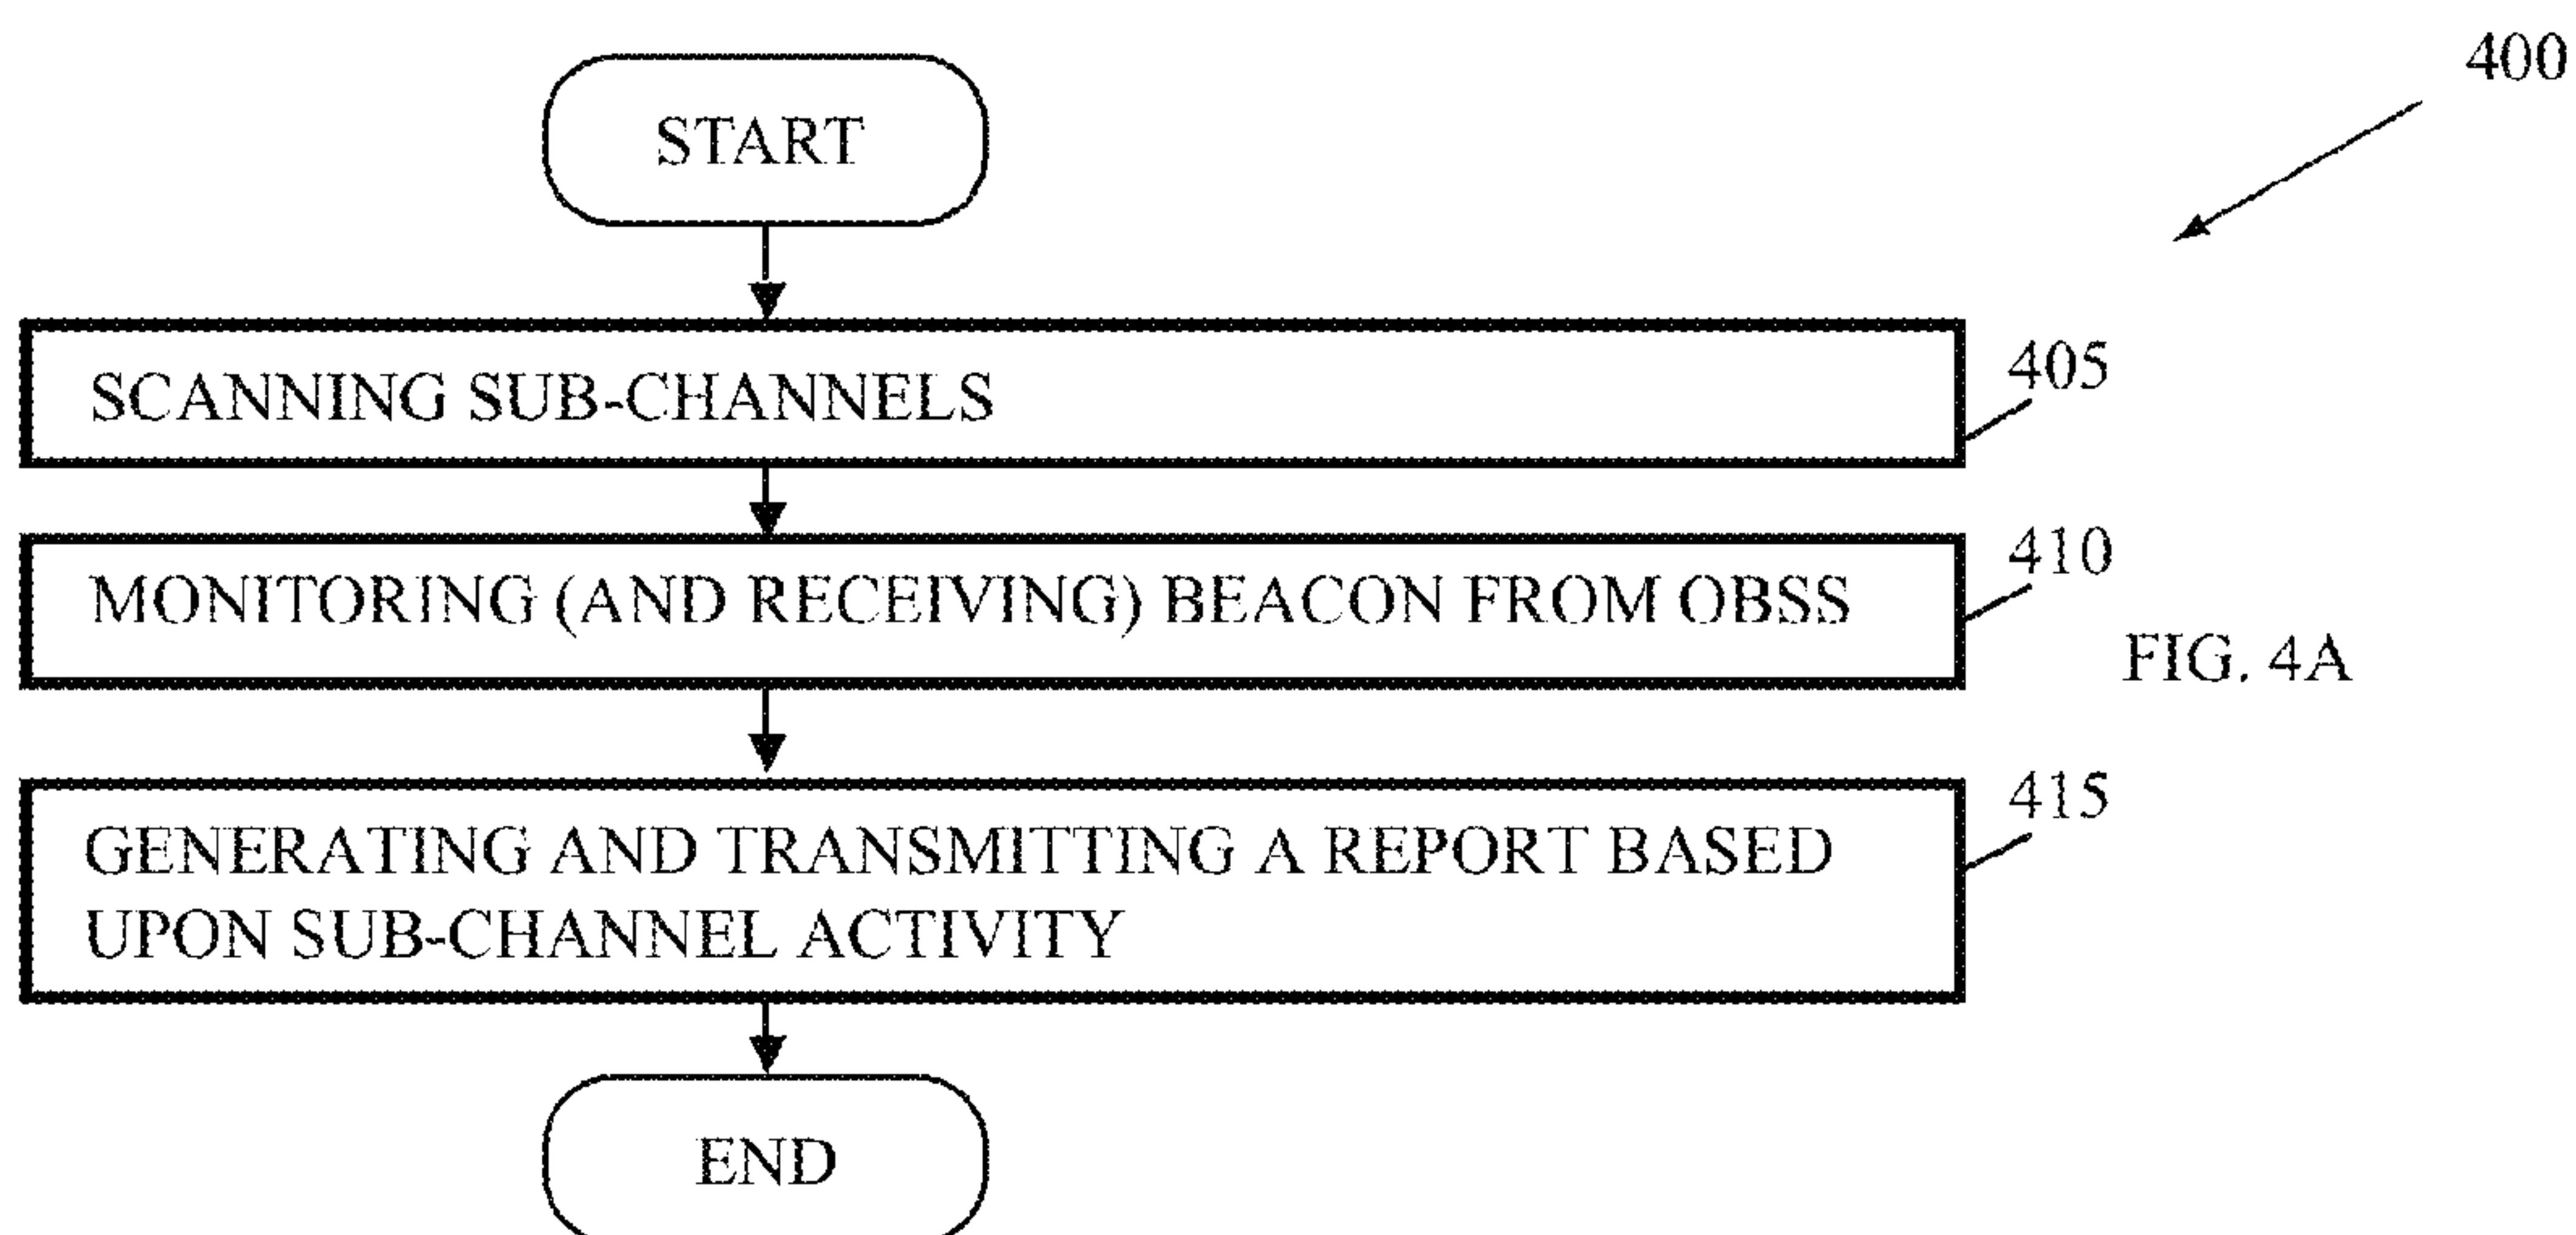 400
START
SCANNING SUB-CHANNELS
405
MONITORING (AND RECEIVING) BEACON FROM OBSS
410
FIG. 4A
GENERATING AND TRANSMITTING A REPORT BASED
UPON SUB-CHANNEL ACTIVITY
415
END